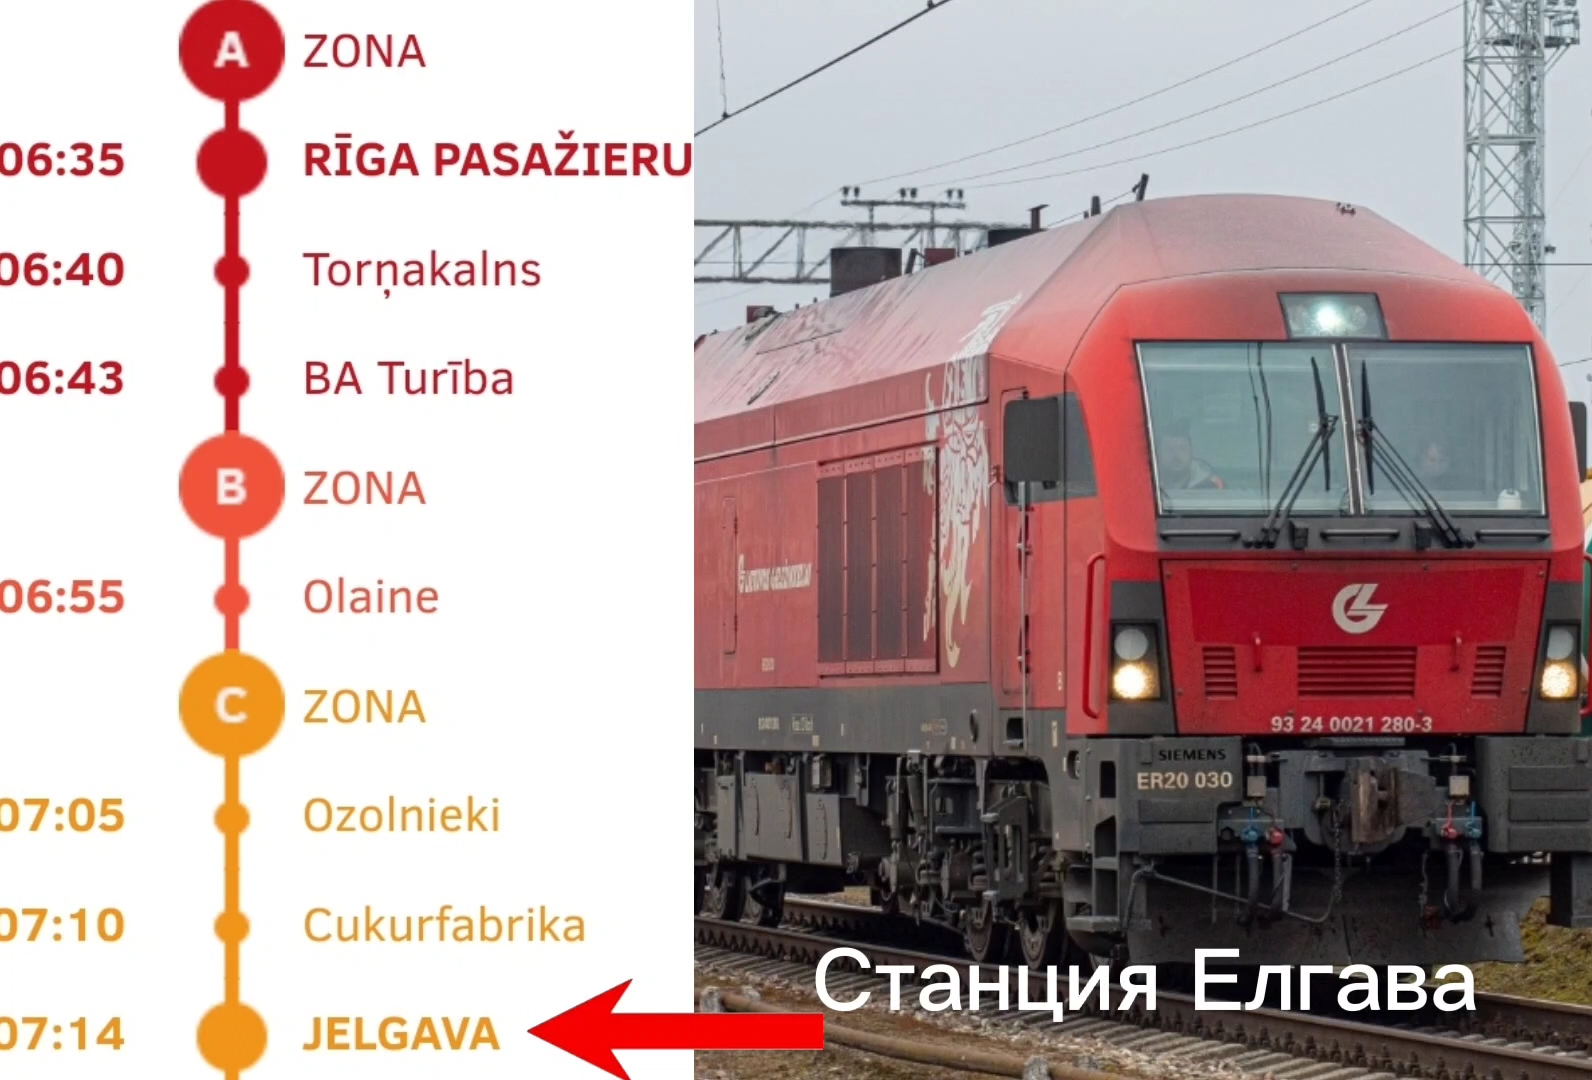 A ZONA
06:35 RĪGA PASAŽIERU
06:40 Torņakalns
06:43 BA Turība
B ZONA
06:55 Olaine
C ZONA
07:05 Ozolnieki
07:10 Cukurfabrika
07:14 JELGAVA
93 24 0021 280-3
SIEMENS
ER20 030
Станция Елгава